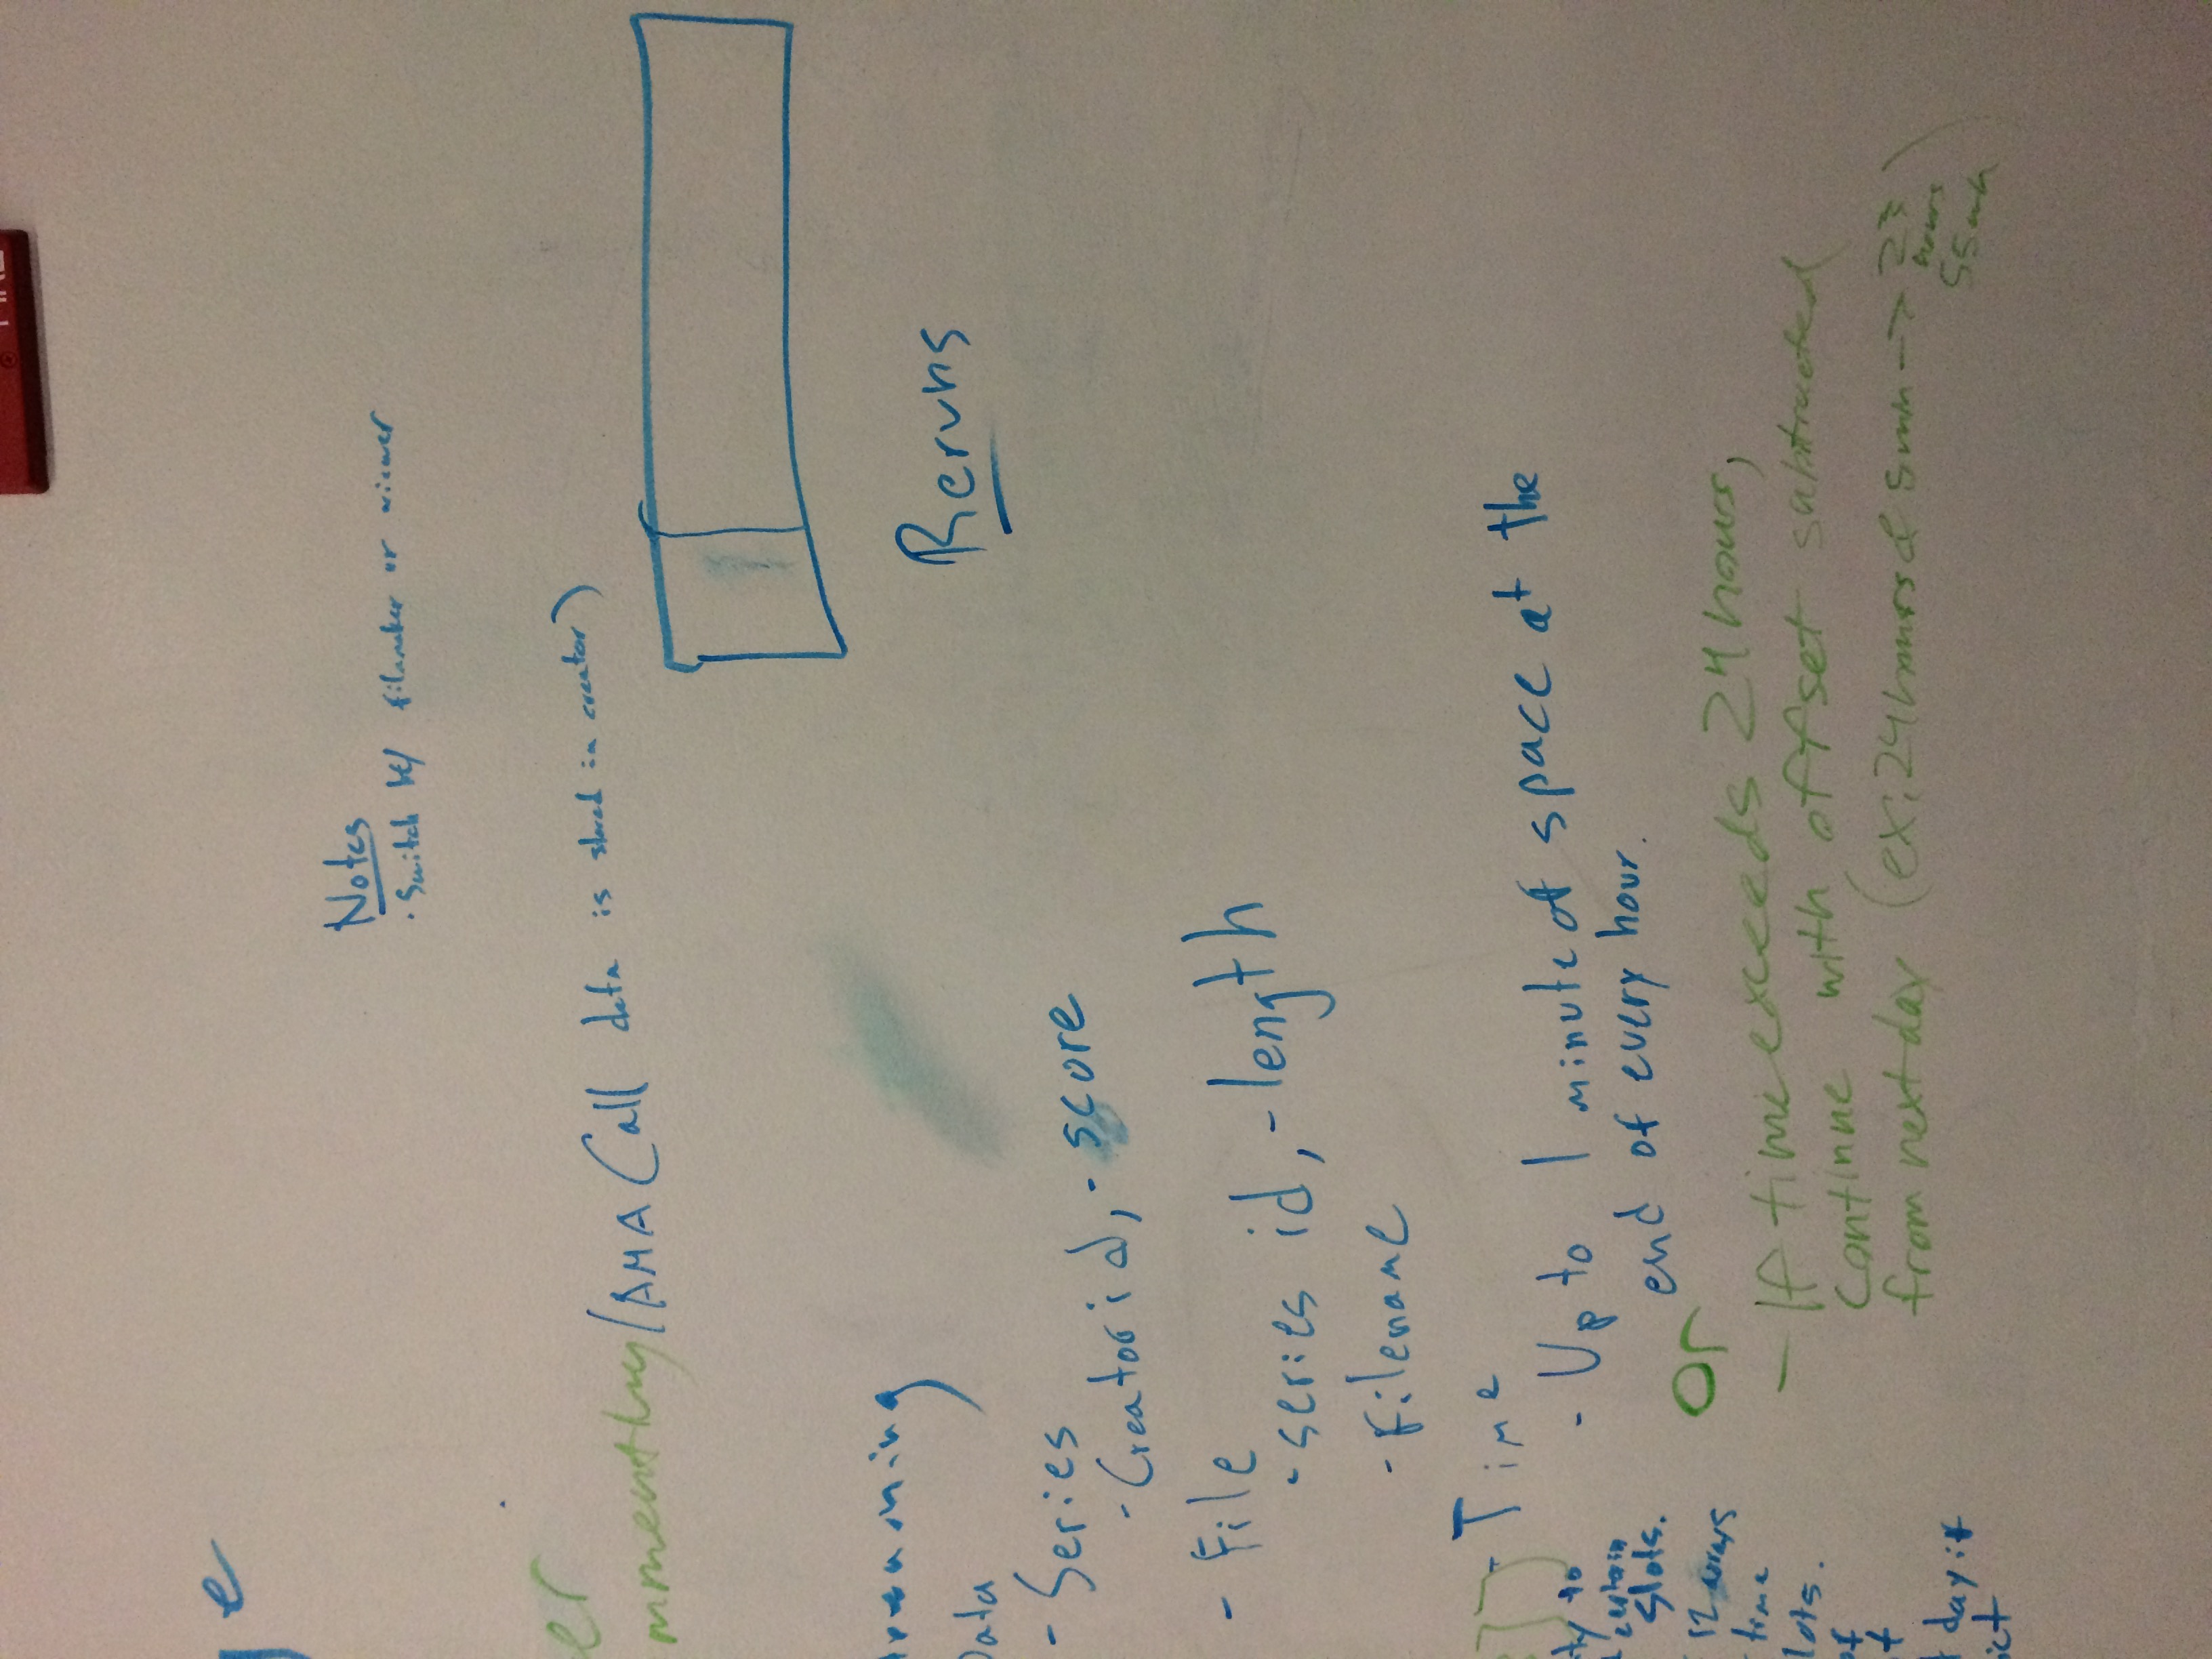 FIRE
ge
Notes
· Switch b/ filmaker or viewer
er
mmenting/AMA (all data is stored in creator)
treaming
Data
Reruns
- Series
- Creator id, - score
- File
- series id, - length
- Filename
- Time
- Up to 1 minute of space at the
end of every hour.
or
- If time exceeds 24 hours,
continue with offset subtracted
from next day (ex: 24 hours & 5 min -> 23
hours
55 min)
ity to
certain
slots.
12
time
lots.
of
t
day if
ict